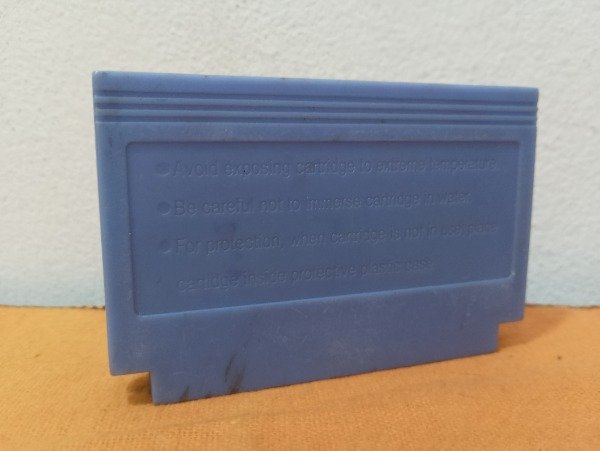 ● Avoid exposing cartridge to extreme temperature.
● Be careful not to immerse cartridge in water.
● For protection, when cartridge is not in use, place
cartidge inside protective plastic case.